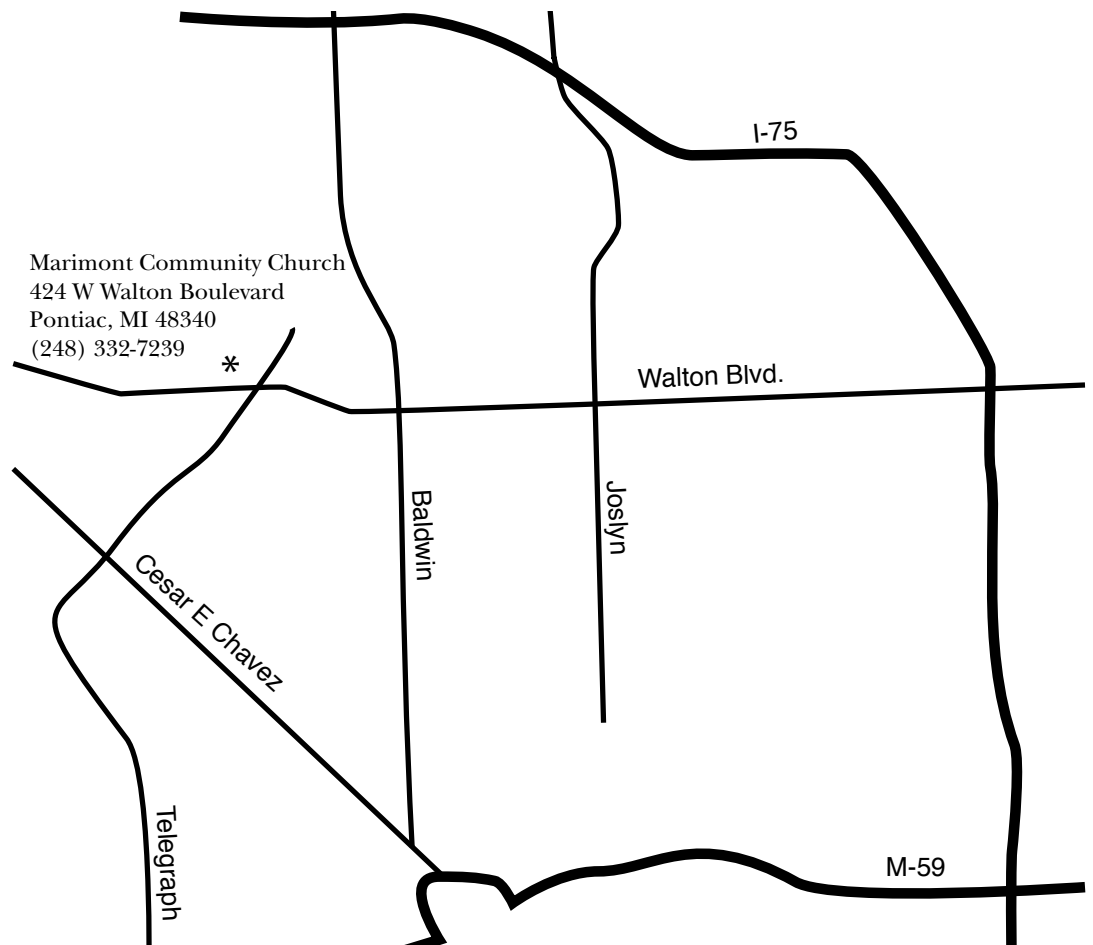 I-75
Marimont Community Church
424 W Walton Boulevard
Pontiac, MI 48340
(248) 332-7239
*
Walton Blvd.
Baldwin
Joslyn
Cesar E Chavez
Telegraph
M-59